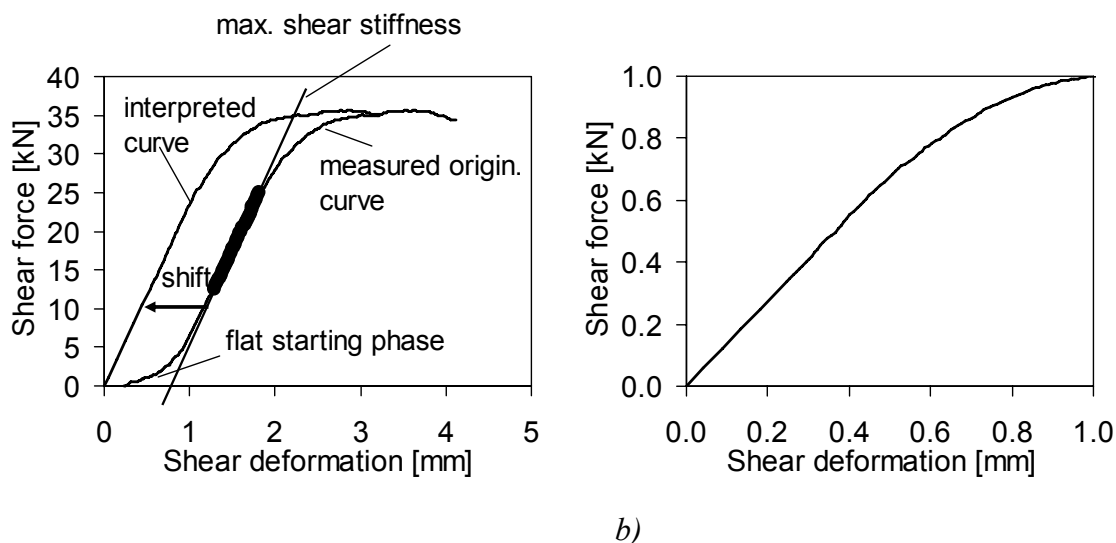 max. shear stiffness
40
35
30
25
20
15
10
5
0
Shear force [kN]
interpreted
curve
measured origin.
curve
shift
flat starting phase
0 1 2 3 4 5
Shear deformation [mm]
1.0
0.8
0.6
0.4
0.2
0.0
Shear force [kN]
0.0 0.2 0.4 0.6 0.8 1.0
Shear deformation [mm]
b)